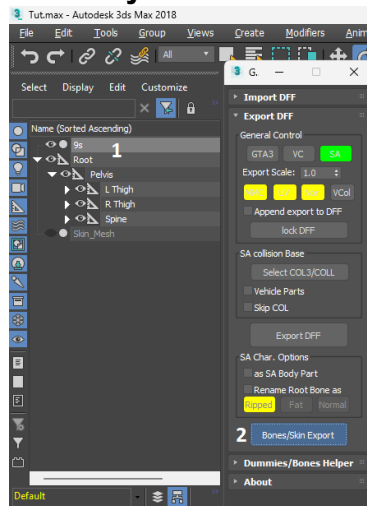 3 Tut.max - Autodesk 3ds Max 2018
File Edit Tools Group Views Create Modifiers Anim
All
3 G.
Select Display Edit Customize
Name (Sorted Ascending)
9s 1
Root
Pelvis
L Thigh
R Thigh
Spine
Skin_Mesh
Default
Import DFF
Export DFF
General Control
GTA3 VC SA
Export Scale: 1.0
VCol
Append export to DFF
lock DFF
SA collision Base
Select COL3/COLL
Vehicle Parts
Skip COL
Export DFF
SA Char. Options
as SA Body Part
Rename Root Bone as
Ripped Fat Normal
2 Bones/Skin Export
Dummies/Bones Helper
About